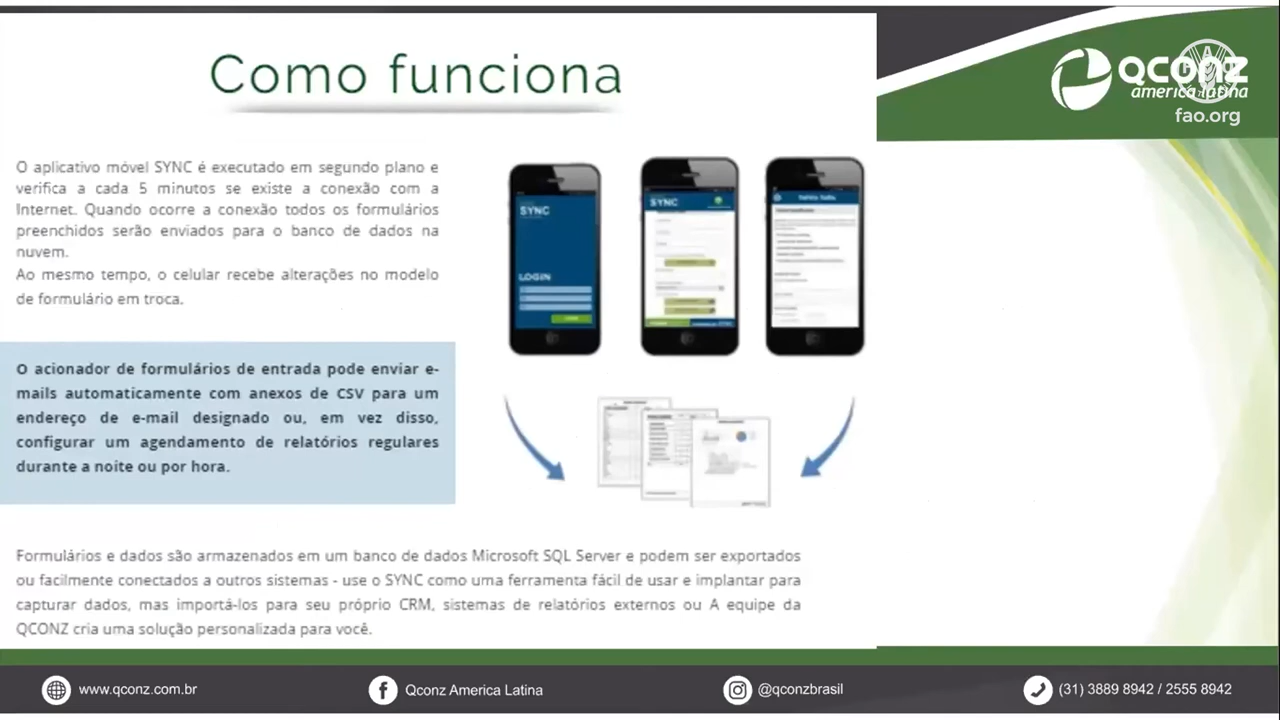 Como funciona
QCONZ
america latina
fao.org
O aplicativo móvel SYNC é executado em segundo plano e
verifica a cada 5 minutos se existe a conexão com a
Internet. Quando ocorre a conexão todos os formulários
preenchidos serão enviados para o banco de dados na
nuvem.
Ao mesmo tempo, o celular recebe alterações no modelo
de formulário em troca.
SYNC
LOGIN
SYNC
O acionador de formulários de entrada pode enviar e-
mails automaticamente com anexos de CSV para um
endereço de e-mail designado ou, em vez disso,
configurar um agendamento de relatórios regulares
durante a noite ou por hora.
Formulários e dados são armazenados em um banco de dados Microsoft SQL Server e podem ser exportados
ou facilmente conectados a outros sistemas - use o SYNC como uma ferramenta fácil de usar e implantar para
capturar dados, mas importá-los para seu próprio CRM, sistemas de relatórios externos ou A equipe da
QCONZ cria uma solução personalizada para você.
www.qconz.com.br
Qconz America Latina
@qconzbrasil
(31) 3889 8942 / 2555 8942